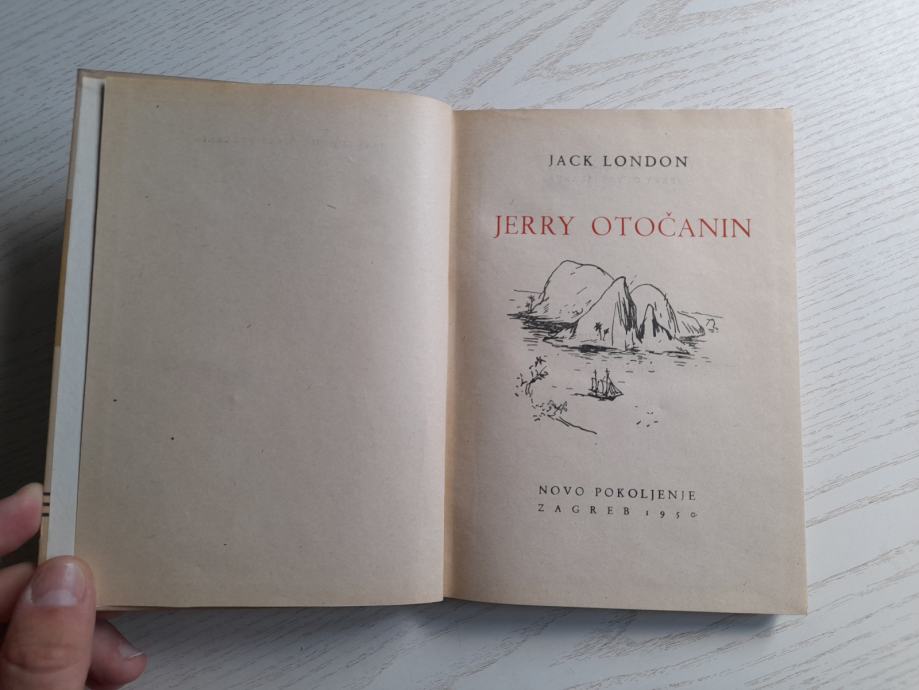 JACK LONDON
JERRY OTOČANIN
NOVO POKOLJENJE
ZAGREB 1950